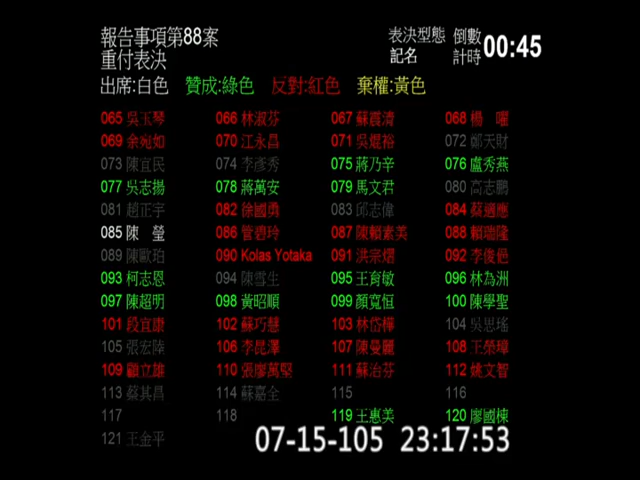 報告事項第88案
重付表決
表決型態
記名
倒數
計時
00:45
出席:白色 贊成:綠色 反對:紅色 棄權:黃色
065 吳玉琴 066 林淑芬 067 蘇震清 068 楊 曜
069 余宛如 070 江永昌 071 吳焜裕 072 鄭天財
073 陳宜民 074 李彥秀 075 蔣乃辛 076 盧秀燕
077 吳志揚 078 蔣萬安 079 馬文君 080 高志鵬
081 趙正宇 082 徐國勇 083 邱志偉 084 蔡適應
085 陳 瑩 086 管碧玲 087 陳賴素美 088 賴瑞隆
089 陳歐珀 090 Kolas Yotaka 091 洪宗熠 092 李俊俋
093 柯志恩 094 陳雪生 095 王育敏 096 林為洲
097 陳超明 098 黃昭順 099 顏寬恒 100 陳學聖
101 段宜康 102 蘇巧慧 103 林岱樺 104 吳思瑤
105 張宏陸 106 李昆澤 107 陳曼麗 108 王榮璋
109 顧立雄 110 張廖萬堅 111 蘇治芬 112 姚文智
113 蔡其昌 114 蘇嘉全 115 116
117 118 119 王惠美 120 廖國棟
121 王金平
07-15-105 23:17:53